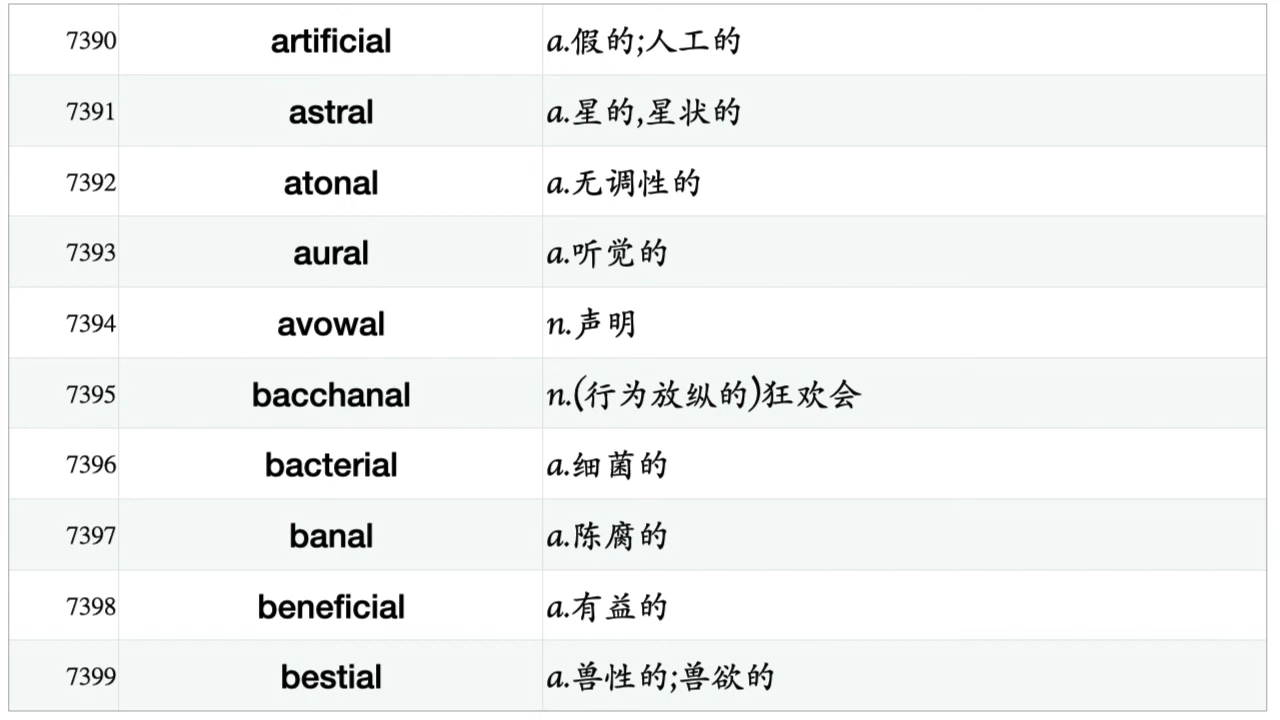 7390 artificial a.假的;人工的
7391 astral a.星的,星状的
7392 atonal a.无调性的
7393 aural a.听觉的
7394 avowal n.声明
7395 bacchanal n.(行为放纵的)狂欢会
7396 bacterial a.细菌的
7397 banal a.陈腐的
7398 beneficial a.有益的
7399 bestial a.兽性的;兽欲的